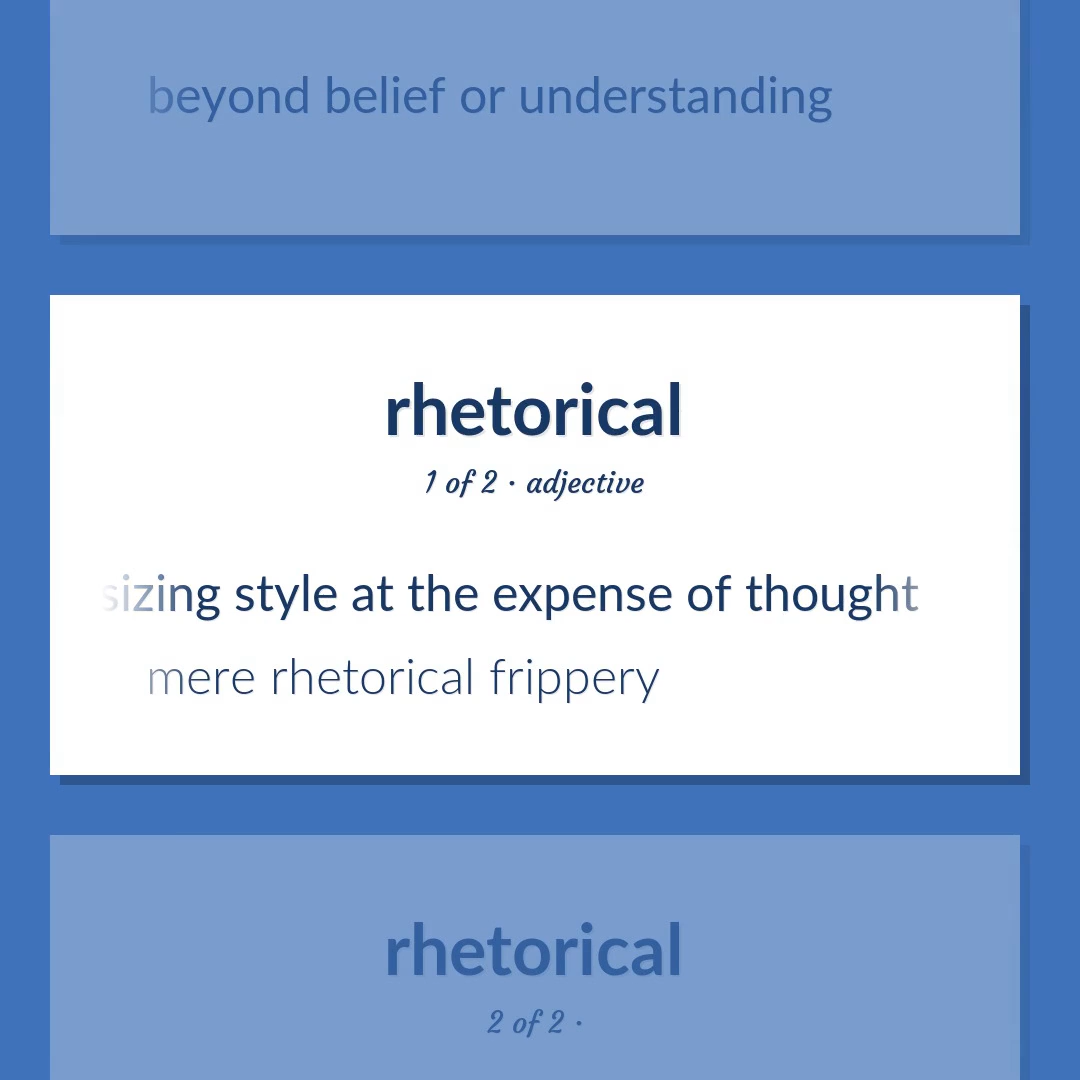 beyond belief or understanding
rhetorical
1 of 2 · adjective
sizing style at the expense of thought
mere rhetorical frippery
rhetorical
2 of 2 ·